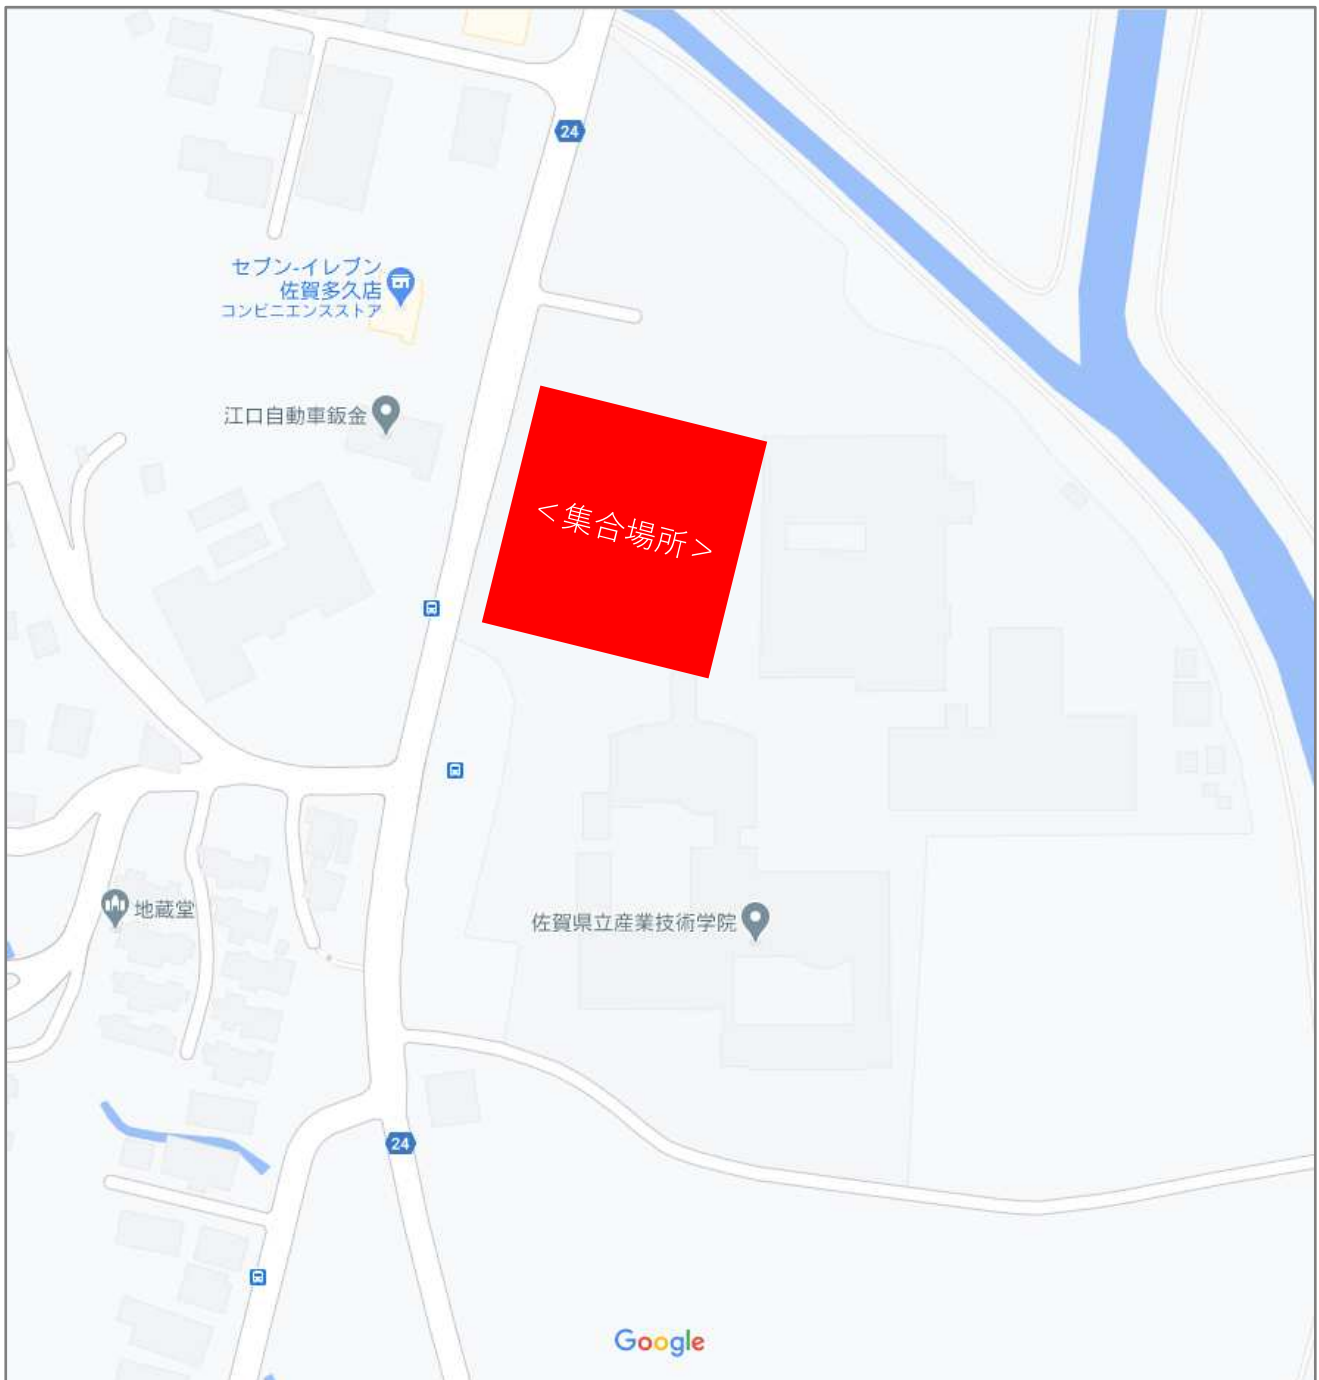 24
セブン-イレブン
佐賀多久店
コンビニエンスストア
江口自動車鈑金
＜集合場所＞
地蔵堂
佐賀県立産業技術学院
24
Google